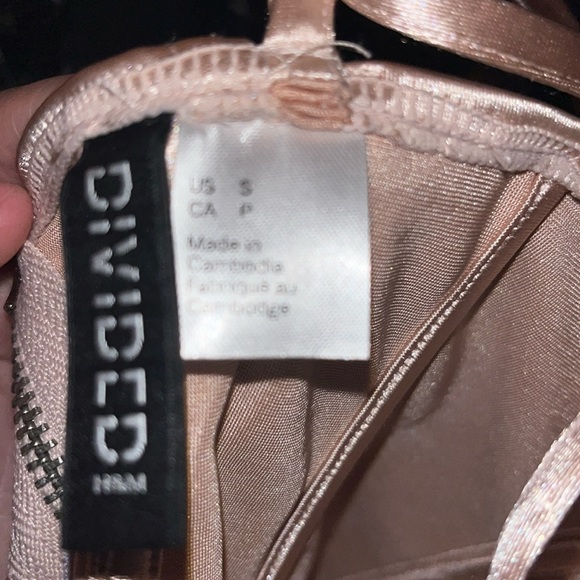 DIVIDED
H&M
US S
CA P
Made in
Cambodia
Fabriqué au
Cambodge